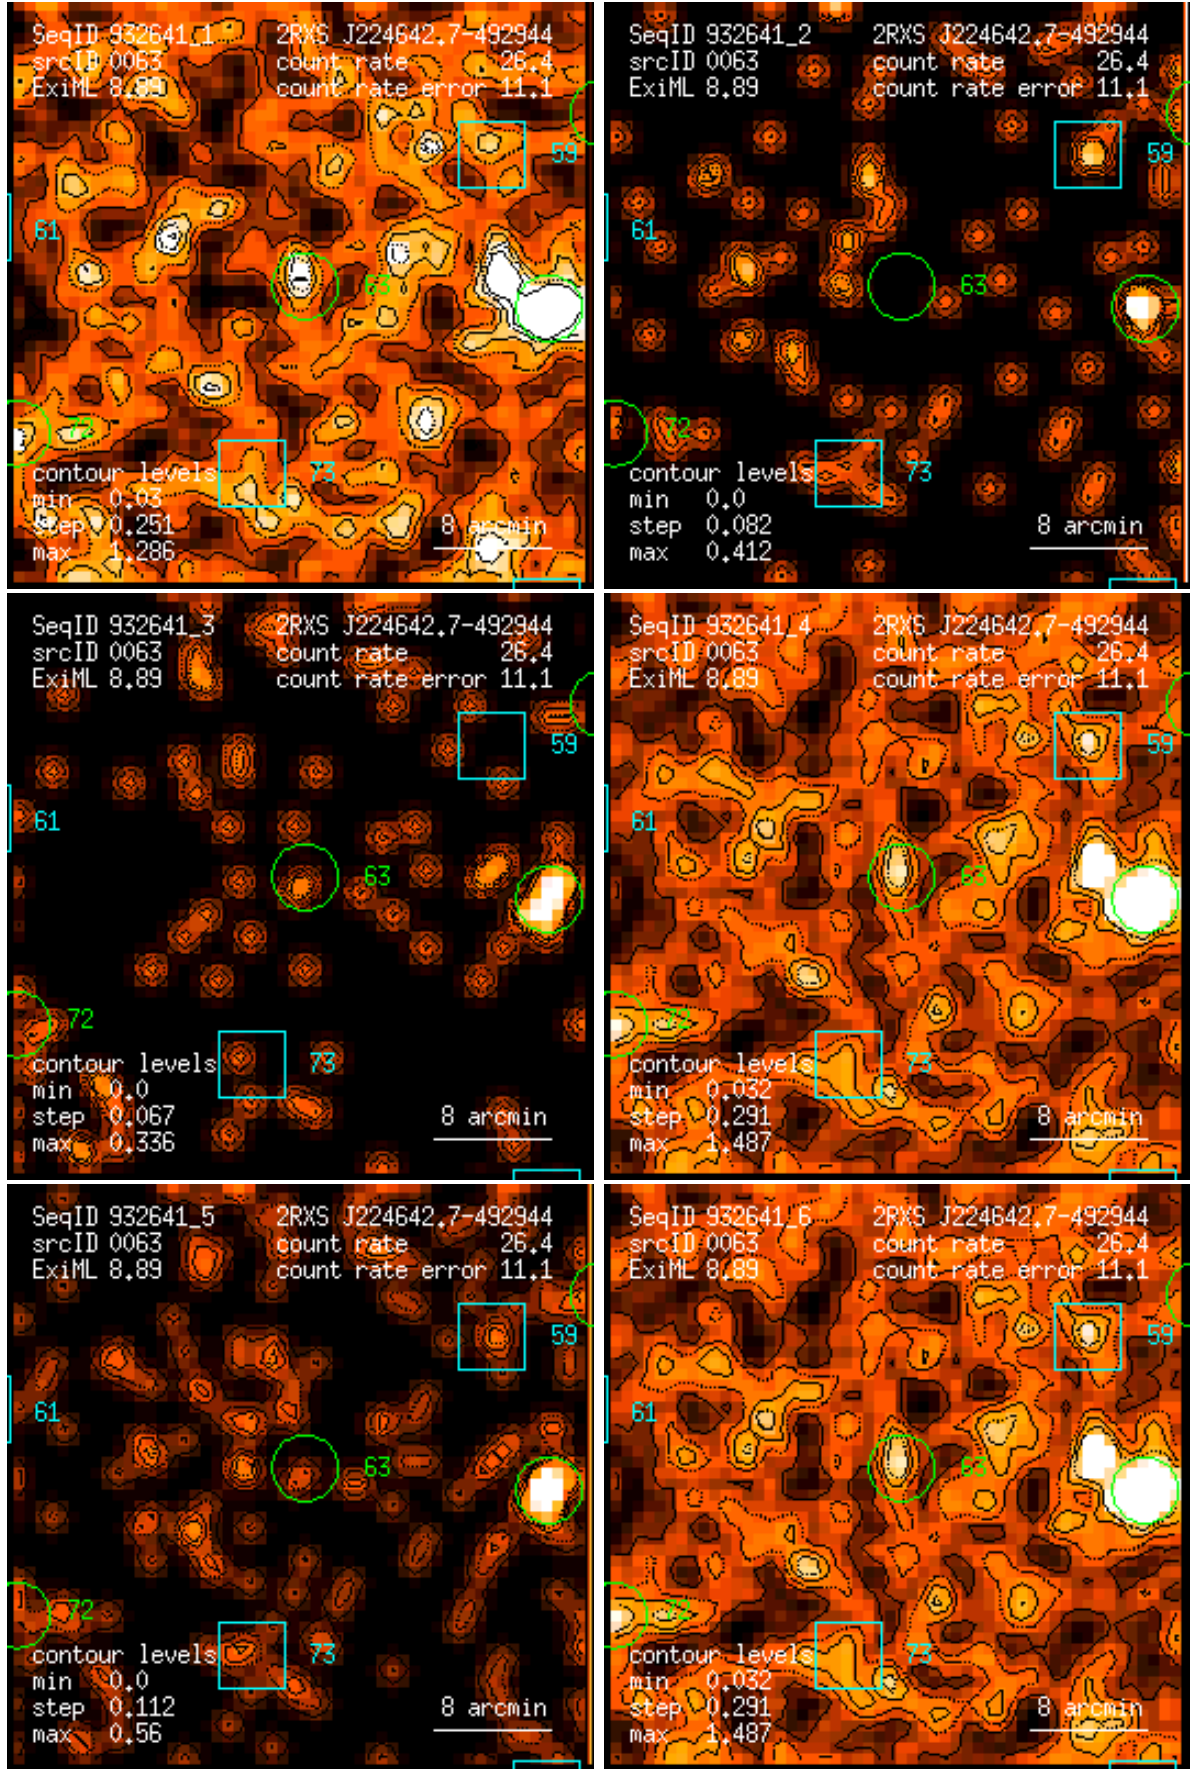 SeqID 932641_1 2RXS J224642.7-492944
srcID 0063 count rate 26.4
ExiML 8.89 count rate error 11.1
59
61
63
72
contour levels 73
min 0.03
step 0.251
max 1.286 8 arcmin
SeqID 932641_2 2RXS J224642.7-492944
srcID 0063 count rate 26.4
ExiML 8.89 count rate error 11.1
59
61
63
72
contour levels 73
min 0.0
step 0.082
max 0.412 8 arcmin
SeqID 932641_3 2RXS J224642.7-492944
srcID 0063 count rate 26.4
ExiML 8.89 count rate error 11.1
59
61
63
72
contour levels 73
min 0.0
step 0.067
max 0.336 8 arcmin
SeqID 932641_4 2RXS J224642.7-492944
srcID 0063 count rate 26.4
ExiML 8.89 count rate error 11.1
59
61
63
72
contour levels 73
min 0.032
step 0.291
max 1.487 8 arcmin
SeqID 932641_5 2RXS J224642.7-492944
srcID 0063 count rate 26.4
ExiML 8.89 count rate error 11.1
59
61
63
72
contour levels 73
min 0.0
step 0.112
max 0.56 8 arcmin
SeqID 932641_6 2RXS J224642.7-492944
srcID 0063 count rate 26.4
ExiML 8.89 count rate error 11.1
59
61
63
72
contour levels 73
min 0.032
step 0.291
max 1.487 8 arcmin